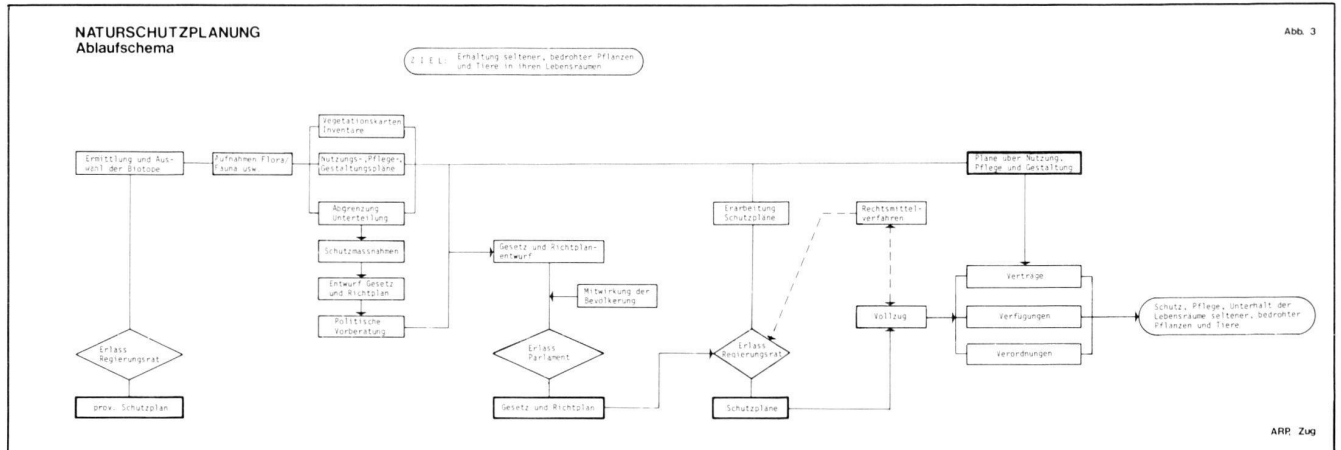 NATURSCHUTZPLANUNG
Ablaufschema
Abb. 3
Z I E L: Erhaltung seltener, bedrohter Pflanzen
und Tiere in ihren Lebensräumen
Vegetationskarten
Inventare
Ermittlung und Aus-
wahl der Biotope
Aufnahmen Flora/
Fauna usw.
Nutzungs-,Pflege-,
Gestaltungspläne
Pläne über Nutzung,
Pflege und Gestaltung
Abgrenzung
Unterteilung
Erarbeitung
Schutzpläne
Rechtsmittel-
verfahren
Schutzmassnahmen
Gesetz und Richtplan-
entwurf
Entwurf Gesetz
und Richtplan
Mitwirkung der
Bevölkerung
Politische
Vorberatung
Vollzug
Verträge
Verfügungen
Verordnungen
Schutz, Pflege, Unterhalt der
Lebensräume seltener, bedrohter
Pflanzen und Tiere
Erlass
Regierungsrat
Erlass
Parlament
Erlass
Regierungsrat
prov. Schutzplan
Gesetz und Richtplan
Schutzpläne
ARP, Zug